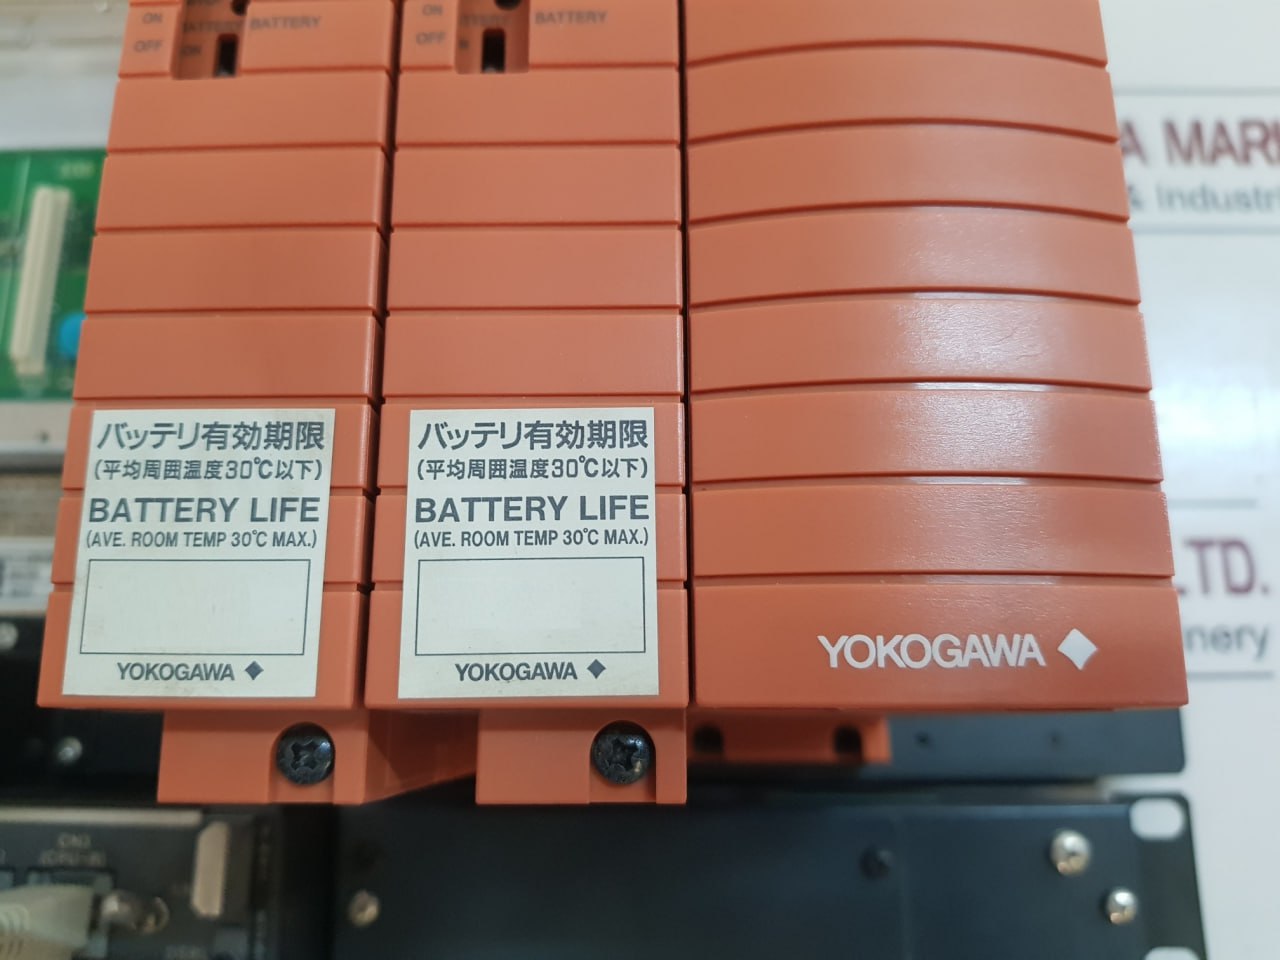 ON
BATTERY
BATTERY
OFF
ON
ON
BATTERY
OFF
A MAR
& Industri
バッテリ有効期限
(平均周囲温度30℃以下)
BATTERY LIFE
(AVE. ROOM TEMP 30℃ MAX.)
YOKOGAWA
バッテリ有効期限
(平均周囲温度30℃以下)
BATTERY LIFE
(AVE. ROOM TEMP 30℃ MAX.)
YOKOGAWA
YOKOGAWA
LTD.
nery